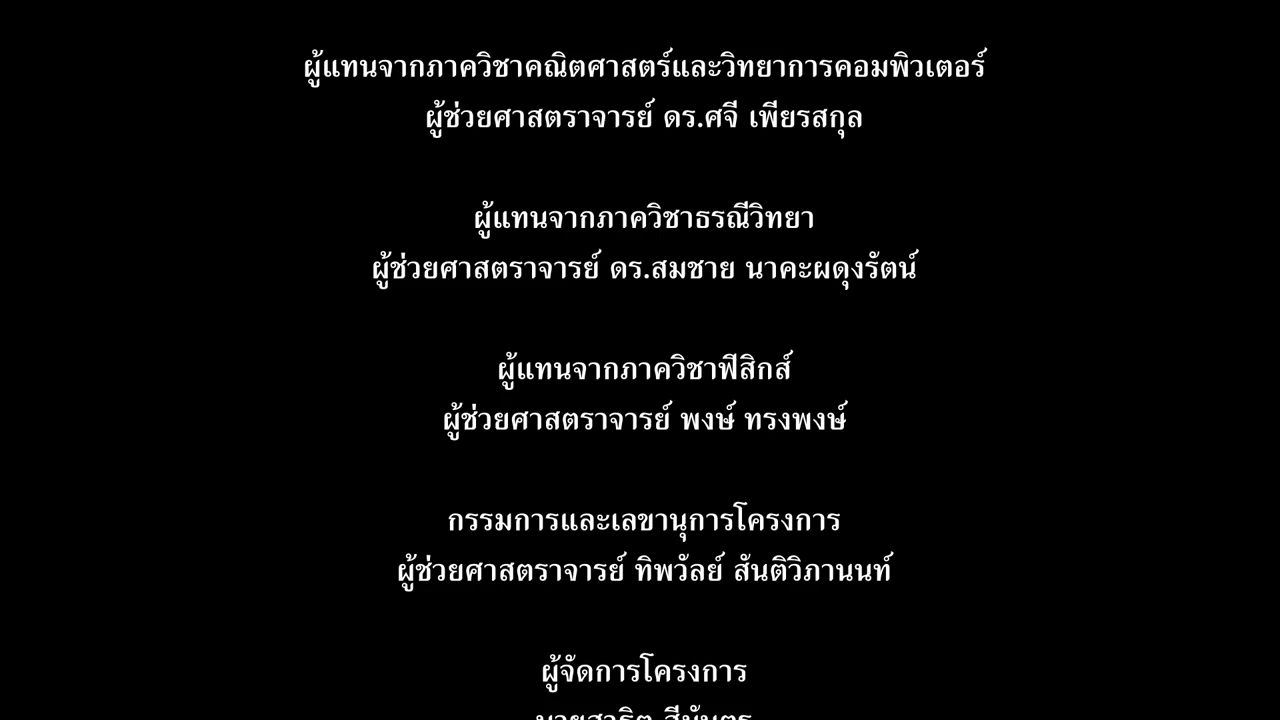 ผู้แทนจากภาควิชาคณิตศาสตร์และวิทยาการคอมพิวเตอร์
ผู้ช่วยศาสตราจารย์ ดร.ศจี เพียรสกุล
ผู้แทนจากภาควิชาธรณีวิทยา
ผู้ช่วยศาสตราจารย์ ดร.สมชาย นาคะผดุงรัตน์
ผู้แทนจากภาควิชาฟิสิกส์
ผู้ช่วยศาสตราจารย์ พงษ์ ทรงพงษ์
กรรมการและเลขานุการโครงการ
ผู้ช่วยศาสตราจารย์ ทิพวัลย์ สันติวิภานนท์
ผู้จัดการโครงการ